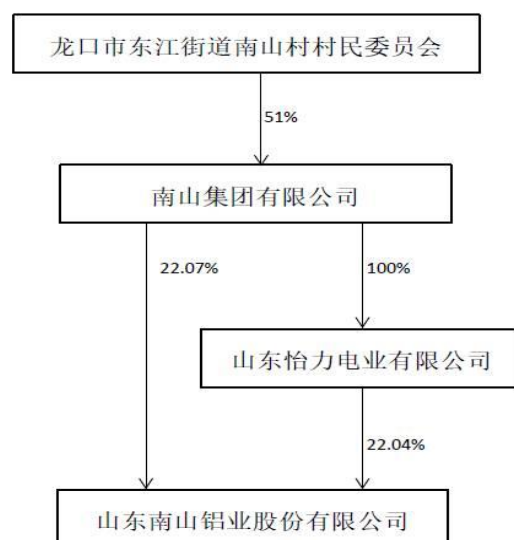 龙口市东江街道南山村村民委员会
51%
南山集团有限公司
22.07%
100%
山东怡力电业有限公司
22.04%
山东南山铝业股份有限公司